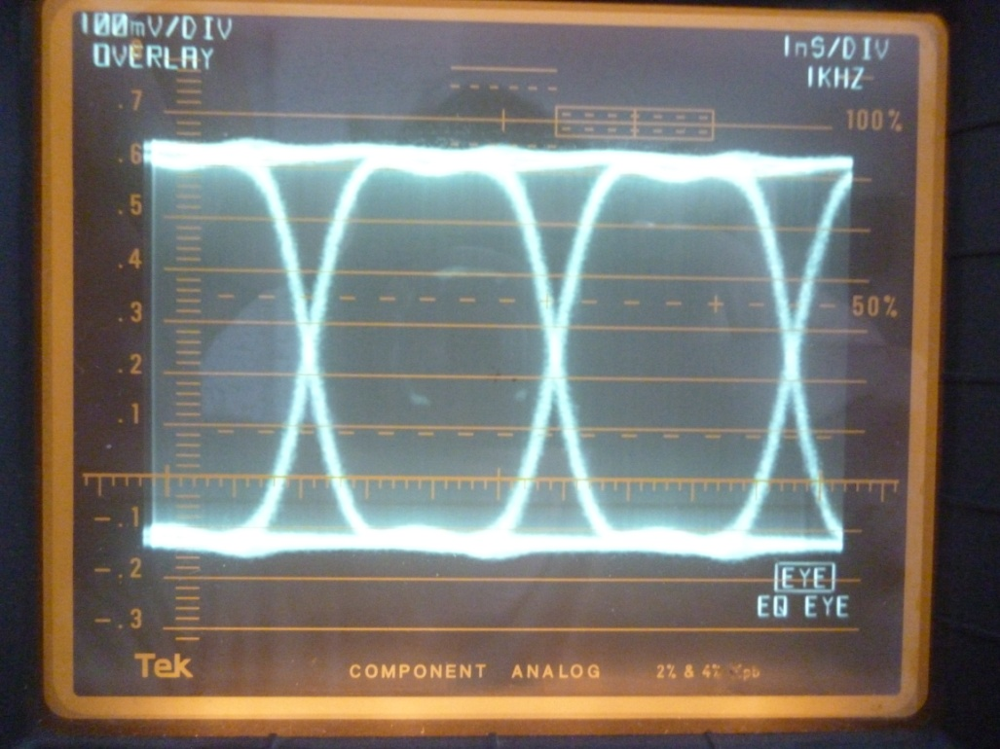 100mV/DIV
OVERLAY
1nS/DIV
1KHZ
.7
100%
.6
.5
.4
.3
50%
.2
.1
-.1
-.2
-.3
EYE
EQ EYE
Tek
COMPONENT ANALOG 2% & 4%